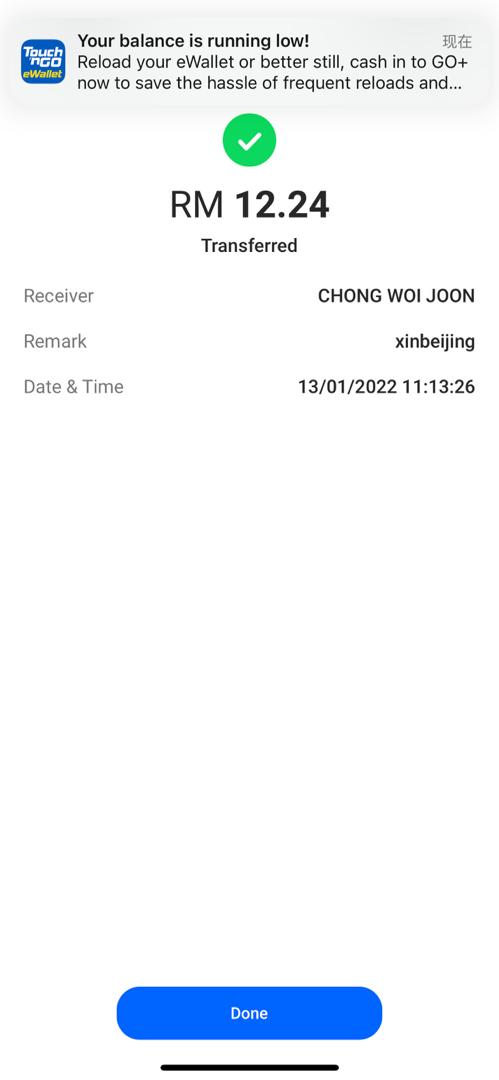 Touch
'nGO
eWallet
Your balance is running low!
现在
Reload your eWallet or better still, cash in to GO+
now to save the hassle of frequent reloads and...
RM 12.24
Transferred
Receiver CHONG WOI JOON
Remark xinbeijing
Date & Time 13/01/2022 11:13:26
Done